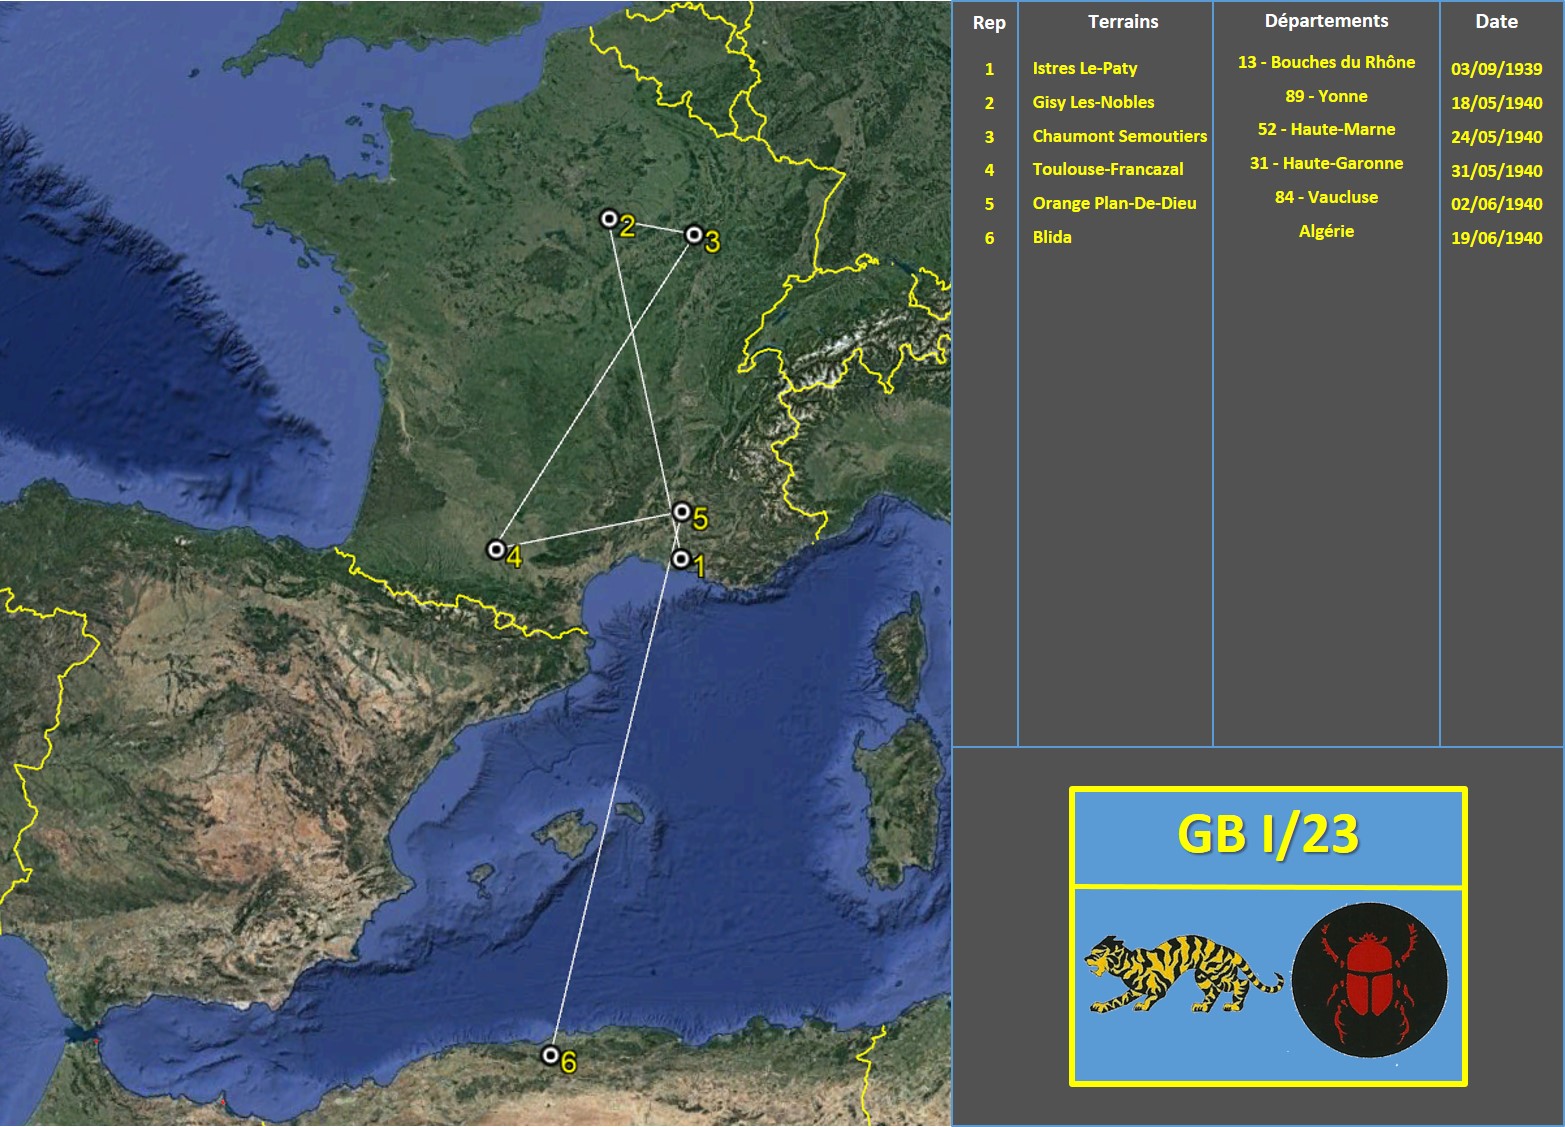 Rep Terrains Départements Date
1 Istres Le-Paty 13 - Bouches du Rhône 03/09/1939
2 Gisy Les-Nobles 89 - Yonne 18/05/1940
3 Chaumont Semoutiers 52 - Haute-Marne 24/05/1940
4 Toulouse-Francazal 31 - Haute-Garonne 31/05/1940
5 Orange Plan-De-Dieu 84 - Vaucluse 02/06/1940
6 Blida Algérie 19/06/1940
2
3
5
4
1
6
GB I/23